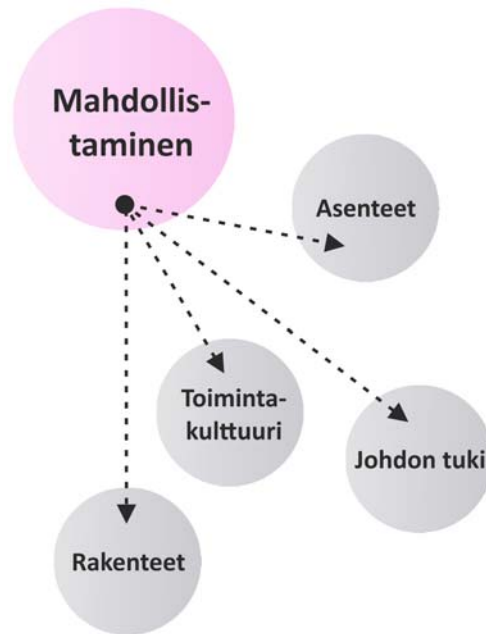 Mahdollis-
taminen
Asenteet
Toiminta-
kulttuuri
Johdon tuki
Rakenteet